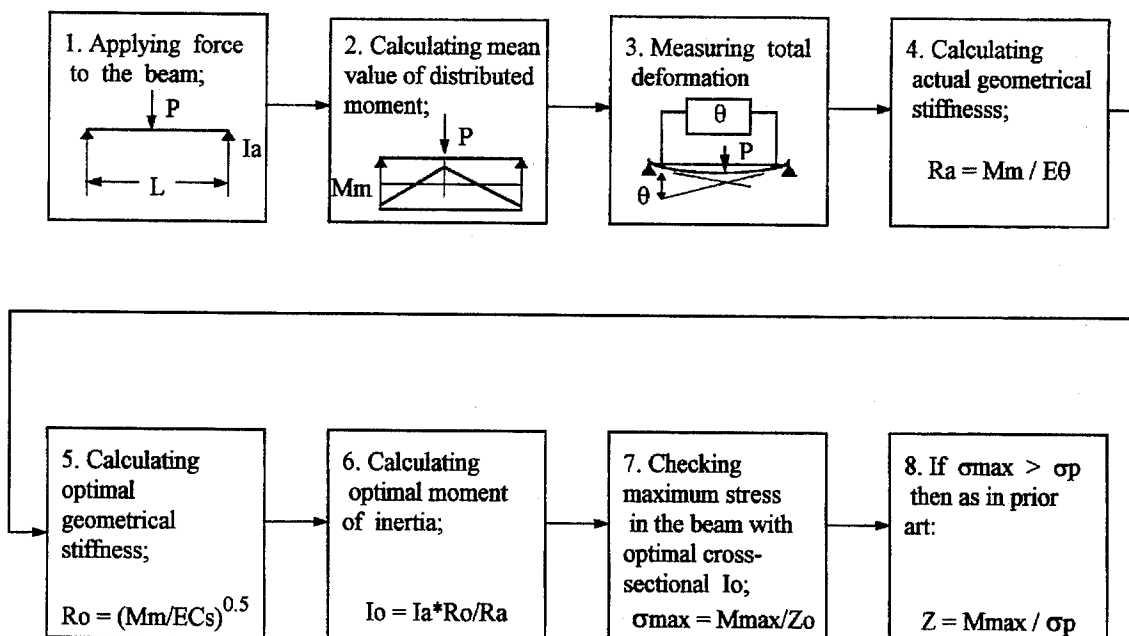 1. Applying force
to the beam;
P
Ia
L
2. Calculating mean
value of distributed
moment;
P
Mm
3. Measuring total
deformation
θ
P
θ
4. Calculating
actual geometrical
stiffnesss;
Ra = Mm / Eθ
5. Calculating
optimal
geometrical
stiffness;
Ro = (Mm/ECs)^0.5
6. Calculating
optimal moment
of inertia;
Io = Ia*Ro/Ra
7. Checking
maximum stress
in the beam with
optimal cross-
sectional Io;
σmax = Mmax/Zo
8. If σmax > σp
then as in prior
art:
Z = Mmax / σp